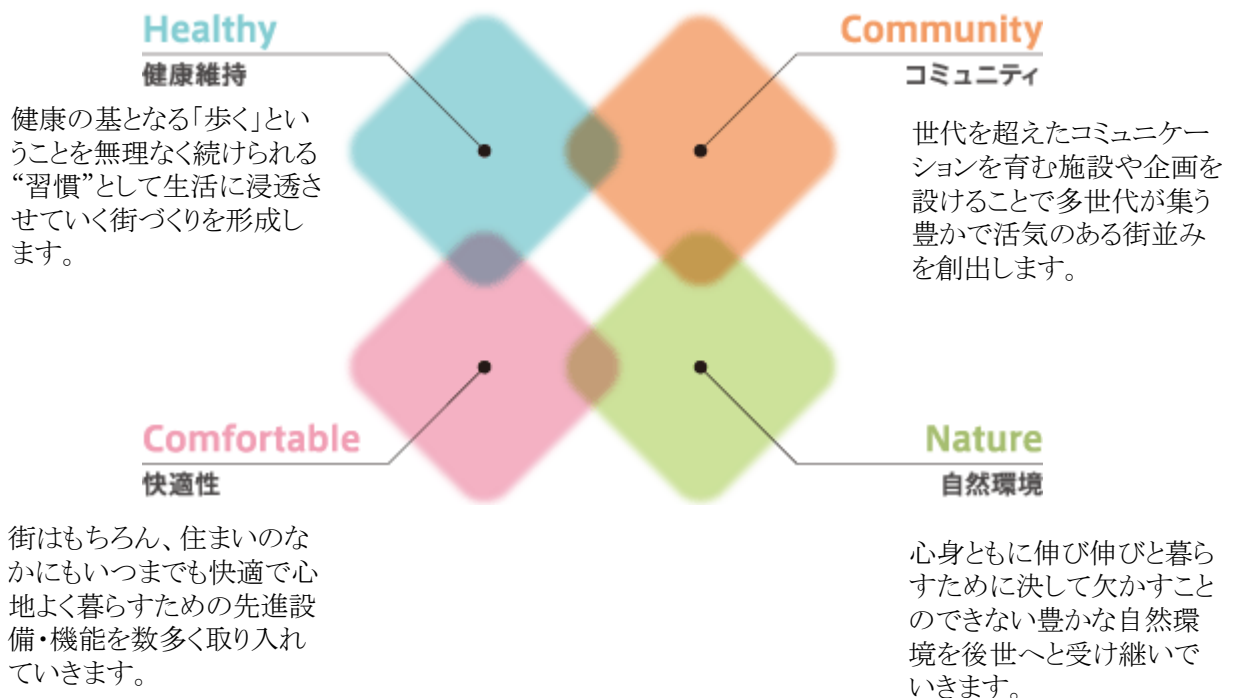 Healthy
健康維持
健康の基となる「歩く」とい
うことを無理なく続けられる
“習慣”として生活に浸透さ
せていく街づくりを形成し
ます。
Community
コミュニティ
世代を超えたコミュニケー
ションを育む施設や企画を
設けることで多世代が集う
豊かで活気のある街並み
を創出します。
Comfortable
快適性
街はもちろん、住まいのな
かにもいつまでも快適で心
地よく暮らすための先進設
備・機能を数多く取り入れ
ていきます。
Nature
自然環境
心身ともに伸び伸びと暮ら
すために決して欠かすこと
のできない豊かな自然環
境を後世へと受け継いで
いきます。